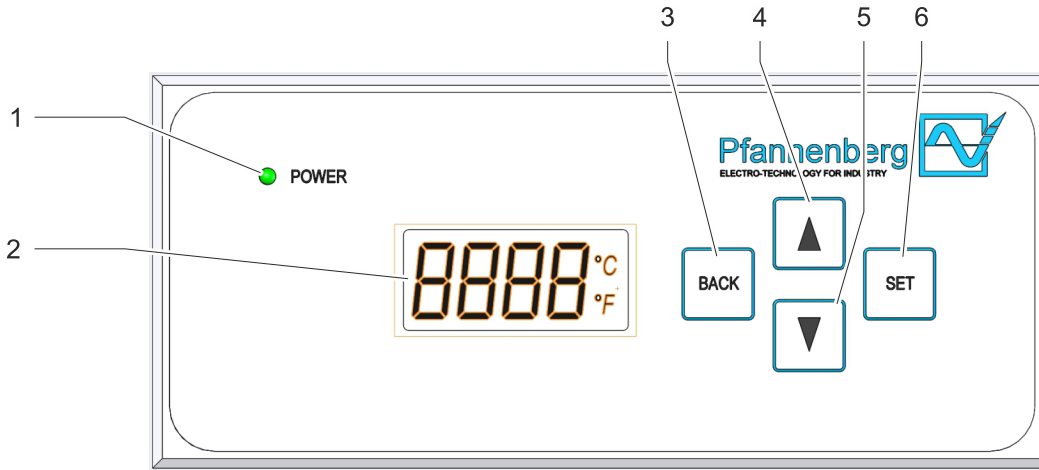 3 4 5 6
1
POWER
Pfannenberg
ELECTRO-TECHNOLOGY FOR INDUSTRY
2
8888 °C
°F
BACK
SET